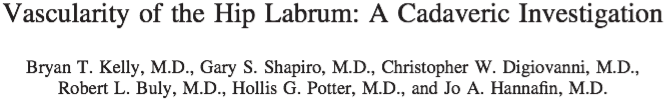 Vascularity of the Hip Labrum: A Cadaveric Investigation
Bryan T. Kelly, M.D., Gary S. Shapiro, M.D., Christopher W. Digiovanni, M.D.,
Robert L. Buly, M.D., Hollis G. Potter, M.D., and Jo A. Hannafin, M.D.